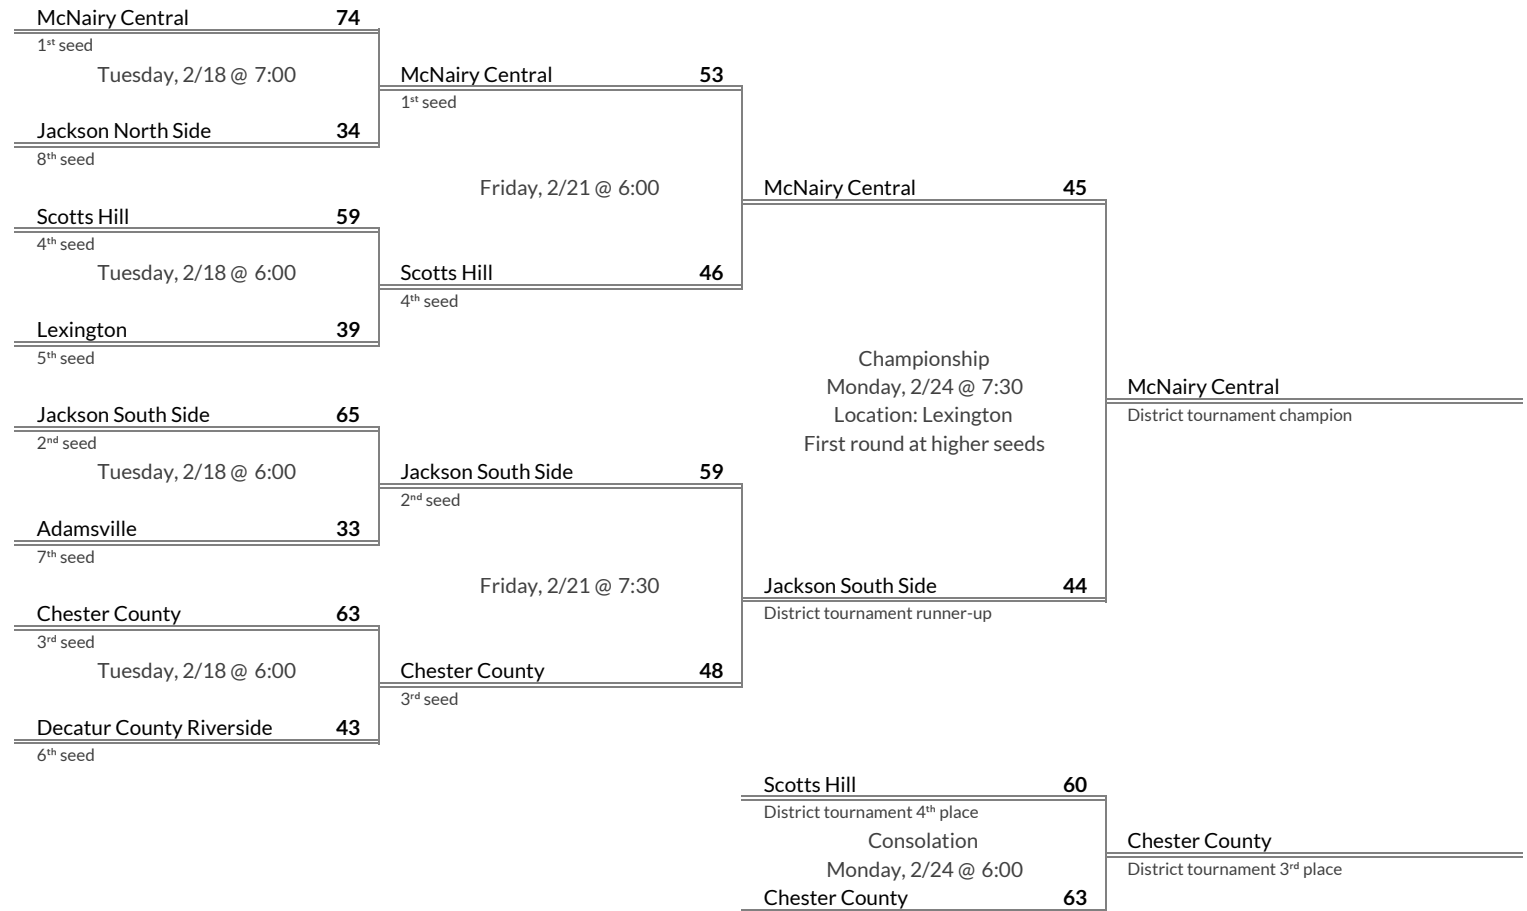 McNairy Central 74
1st seed
Tuesday, 2/18 @ 7:00
Jackson North Side 34
8th seed
Scotts Hill 59
4th seed
Tuesday, 2/18 @ 6:00
Lexington 39
5th seed
Jackson South Side 65
2nd seed
Tuesday, 2/18 @ 6:00
Adamsville 33
7th seed
Chester County 63
3rd seed
Tuesday, 2/18 @ 6:00
Decatur County Riverside 43
6th seed
McNairy Central 53
1st seed
Friday, 2/21 @ 6:00
Scotts Hill 46
4th seed
Jackson South Side 59
2nd seed
Friday, 2/21 @ 7:30
Chester County 48
3rd seed
McNairy Central 45
Championship
Monday, 2/24 @ 7:30
Location: Lexington
First round at higher seeds
Jackson South Side 44
District tournament runner-up
McNairy Central
District tournament champion
Scotts Hill 60
District tournament 4th place
Consolation
Monday, 2/24 @ 6:00
Chester County 63
Chester County
District tournament 3rd place